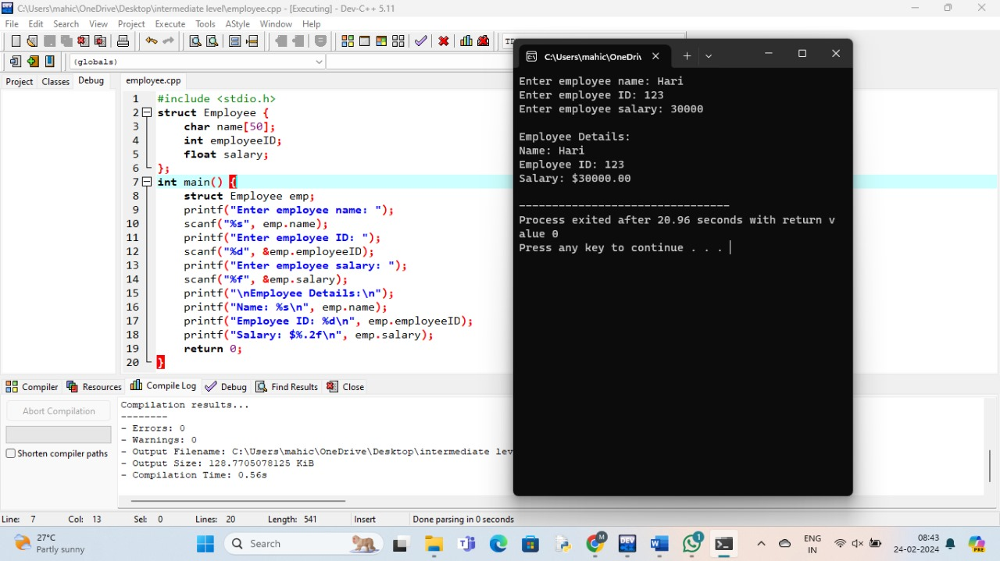 C:\Users\mahic\OneDrive\Desktop\intermediate level\employee.cpp - [Executing] - Dev-C++ 5.11
File Edit Search View Project Execute Tools AStyle Window Help
(globals)
Project Classes Debug employee.cpp
1 #include <stdio.h>
2 struct Employee {
3 char name[50];
4 int employeeID;
5 float salary;
6 };
7 int main() {
8 struct Employee emp;
9 printf("Enter employee name: ");
10 scanf("%s", emp.name);
11 printf("Enter employee ID: ");
12 scanf("%d", &emp.employeeID);
13 printf("Enter employee salary: ");
14 scanf("%f", &emp.salary);
15 printf("\nEmployee Details:\n");
16 printf("Name: %s\n", emp.name);
17 printf("Employee ID: %d\n", emp.employeeID);
18 printf("Salary: $%.2f\n", emp.salary);
19 return 0;
20 }
C:\Users\mahic\OneDri
Enter employee name: Hari
Enter employee ID: 123
Enter employee salary: 30000
Employee Details:
Name: Hari
Employee ID: 123
Salary: $30000.00
--------------------------------
Process exited after 20.96 seconds with return v
alue 0
Press any key to continue . . .
Compiler Resources Compile Log Debug Find Results Close
Abort Compilation
Shorten compiler paths
Compilation results...
--------
- Errors: 0
- Warnings: 0
- Output Filename: C:\Users\mahic\OneDrive\Desktop\intermediate lev
- Output Size: 128.7705078125 KiB
- Compilation Time: 0.56s
Line: 7 Col: 13 Sel: 0 Lines: 20 Length: 541 Insert Done parsing in 0 seconds
27°C
Partly sunny
Search
DEV
M
W
1
ENG
IN
08:43
24-02-2024
PRE